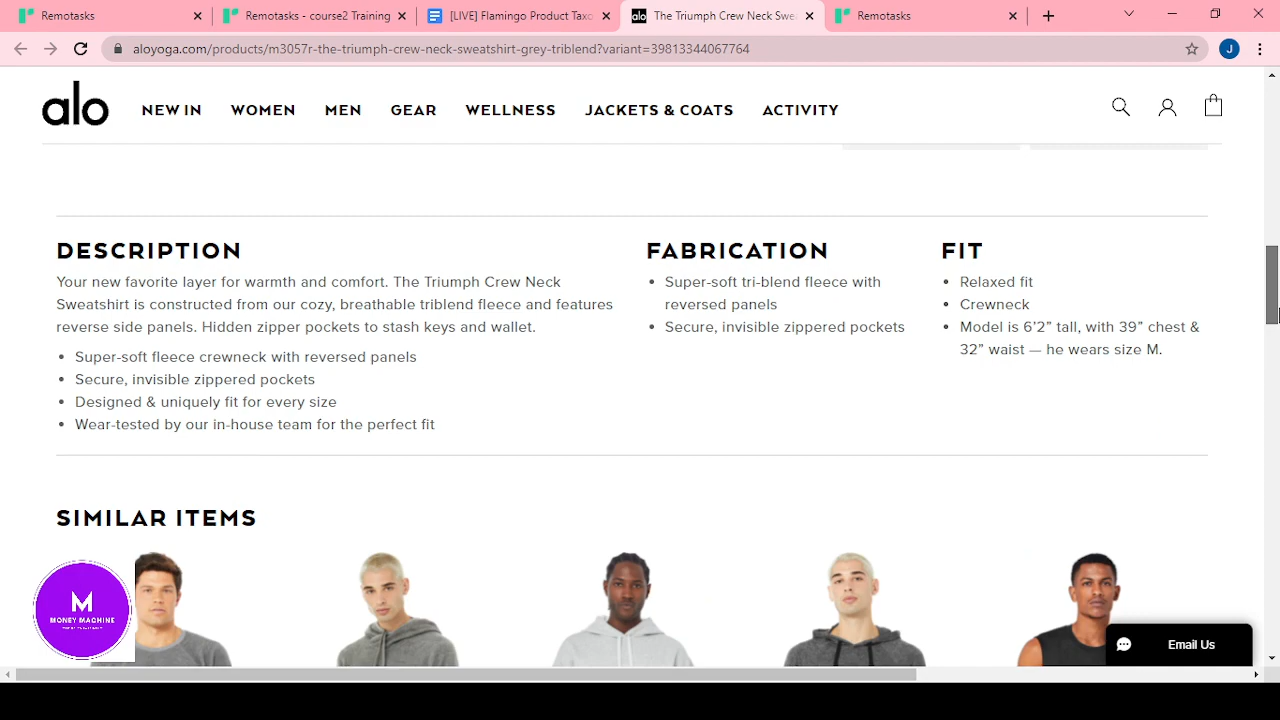 Remotasks
Remotasks - course2 Training
[LIVE] Flamingo Product Taxo
The Triumph Crew Neck Swe
Remotasks
aloyoga.com/products/m3057r-the-triumph-crew-neck-sweatshirt-grey-triblend?variant=39813344067764
J
alo
NEW IN WOMEN MEN GEAR WELLNESS JACKETS & COATS ACTIVITY
DESCRIPTION
Your new favorite layer for warmth and comfort. The Triumph Crew Neck
Sweatshirt is constructed from our cozy, breathable triblend fleece and features
reverse side panels. Hidden zipper pockets to stash keys and wallet.
• Super-soft fleece crewneck with reversed panels
• Secure, invisible zippered pockets
• Designed & uniquely fit for every size
• Wear-tested by our in-house team for the perfect fit
FABRICATION
• Super-soft tri-blend fleece with
reversed panels
• Secure, invisible zippered pockets
FIT
• Relaxed fit
• Crewneck
• Model is 6’2” tall, with 39” chest &
32” waist — he wears size M.
SIMILAR ITEMS
M
MONEY MACHINE
Email Us